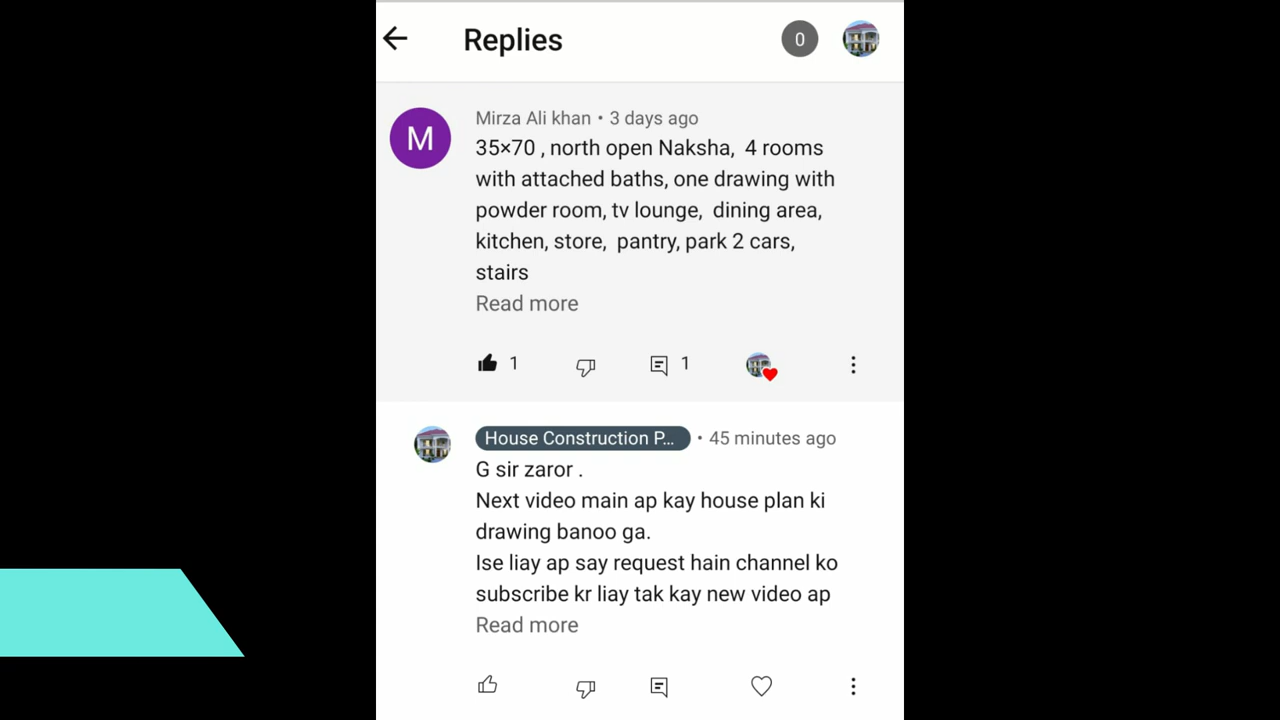 Replies
0
M
Mirza Ali khan • 3 days ago
35×70 , north open Naksha,  4 rooms
with attached baths, one drawing with
powder room, tv lounge,  dining area,
kitchen, store,  pantry, park 2 cars,
stairs
Read more
1
1
House Construction P... • 45 minutes ago
G sir zaror .
Next video main ap kay house plan ki
drawing banoo ga.
Ise liay ap say request hain channel ko
subscribe kr liay tak kay new video ap
Read more